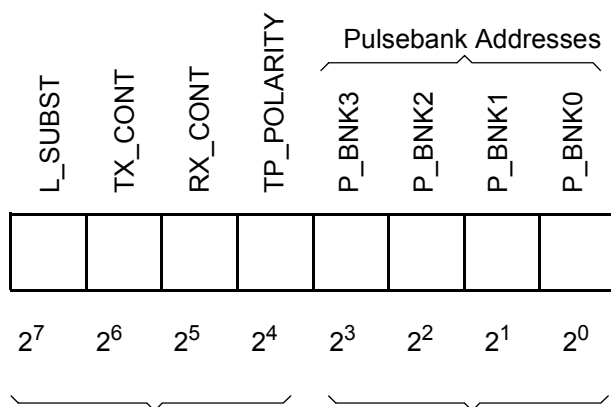 Pulsebank Addresses
L_SUBST
TX_CONT
RX_CONT
TP_POLARITY
P_BNK3
P_BNK2
P_BNK1
P_BNK0
2⁷ 2⁶ 2⁵ 2⁴ 2³ 2² 2¹ 2⁰